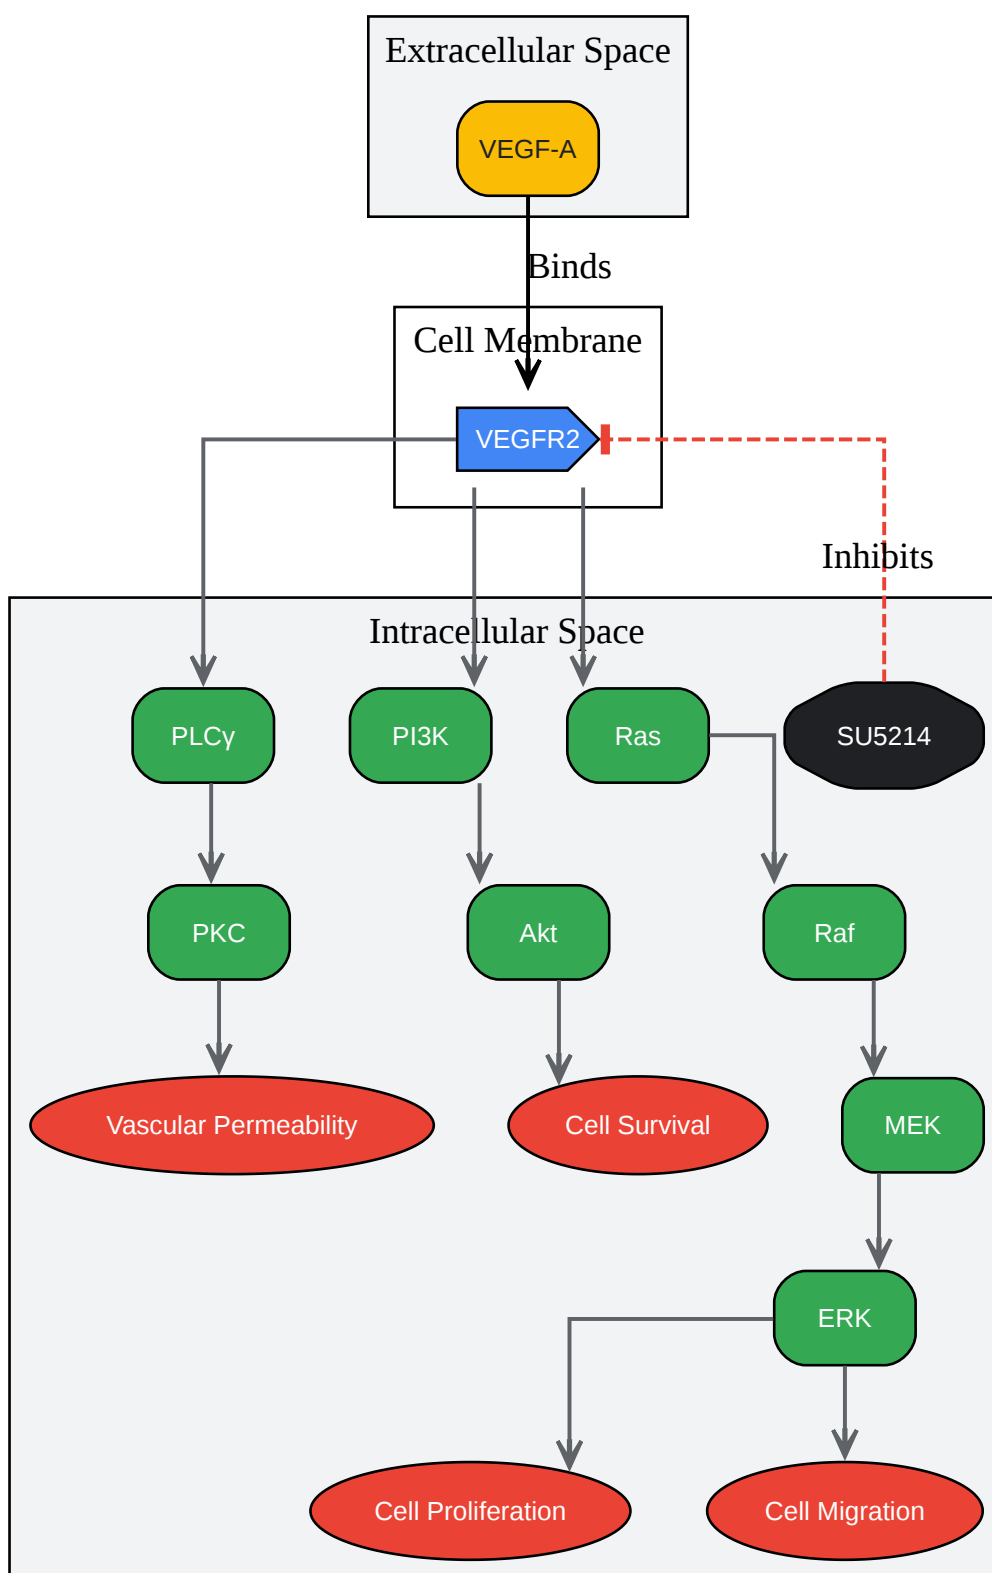 Extracellular Space
VEGF-A
Binds
Cell Membrane
VEGFR2
Inhibits
Intracellular Space
PLCγ
PI3K
Ras
SU5214
PKC
Akt
Raf
Vascular Permeability
Cell Survival
MEK
ERK
Cell Proliferation
Cell Migration